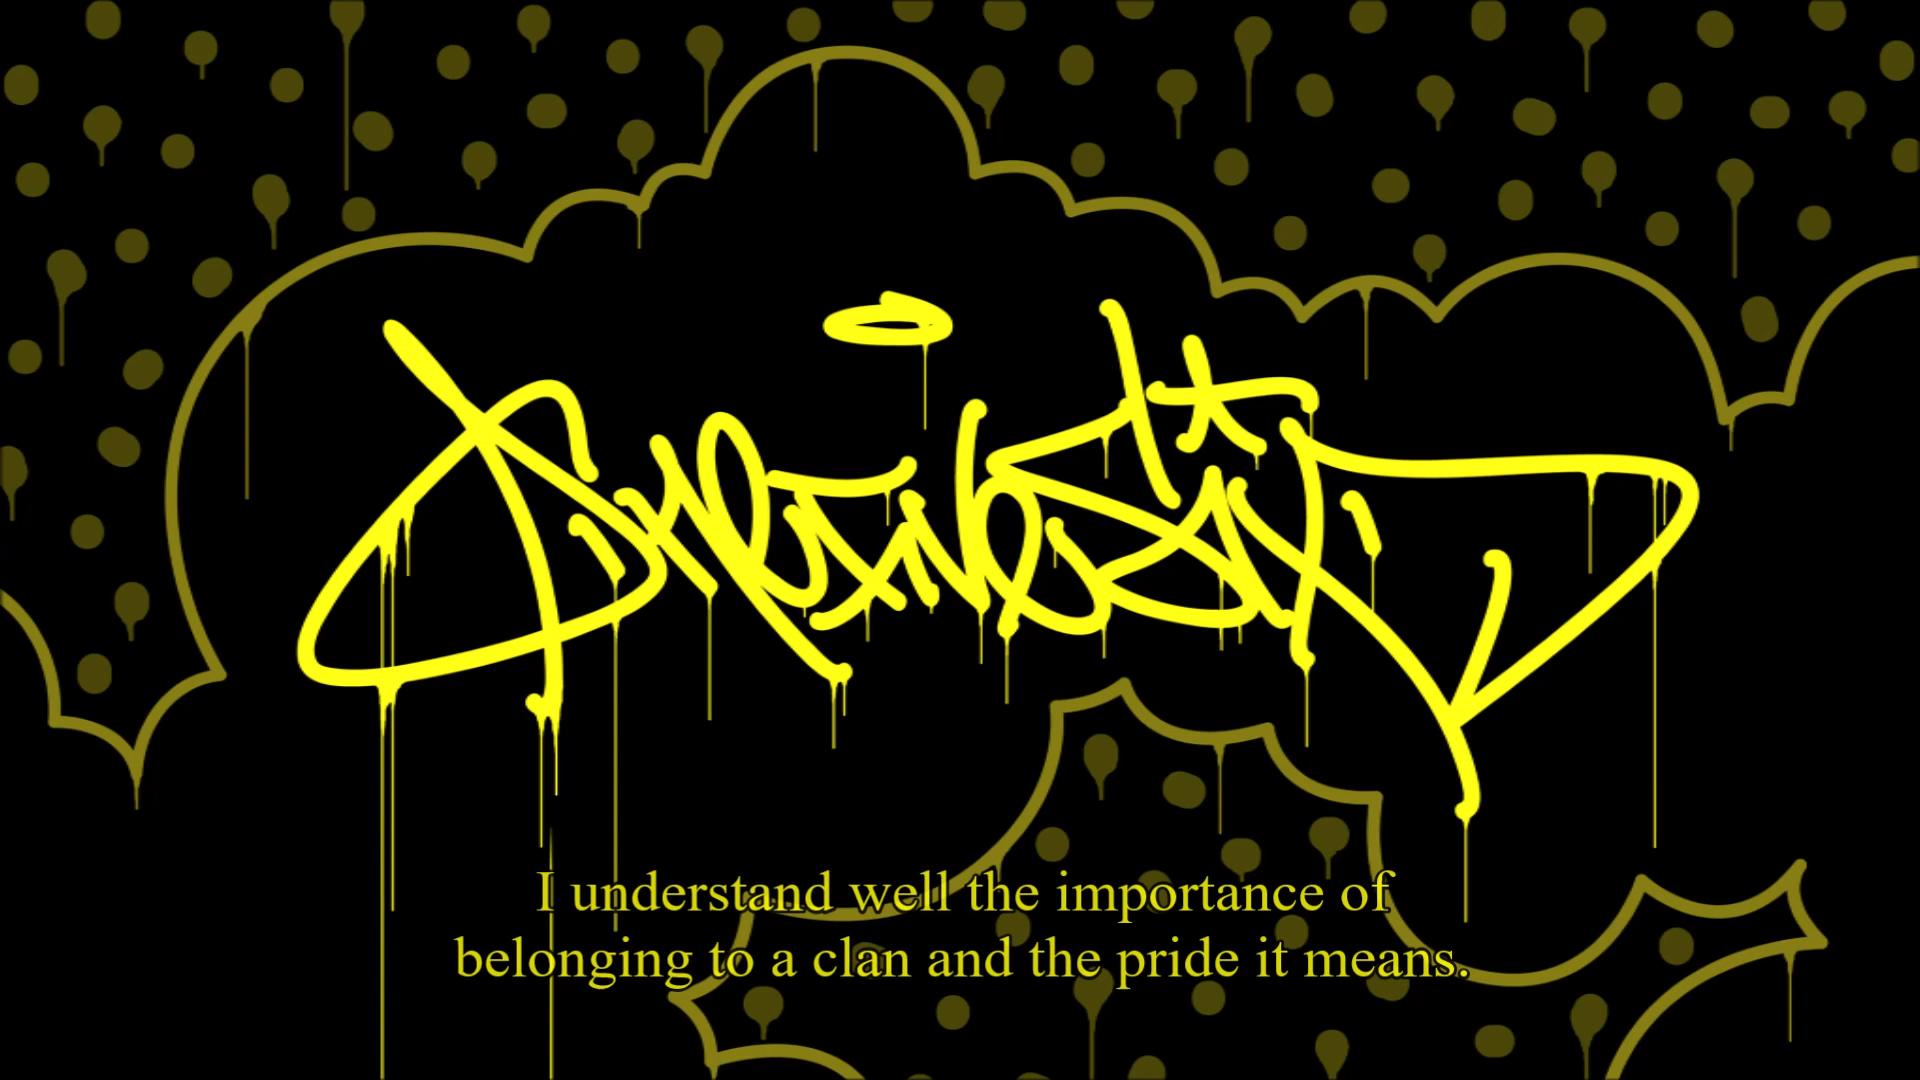 I understand well the importance of
belonging to a clan and the pride it means.